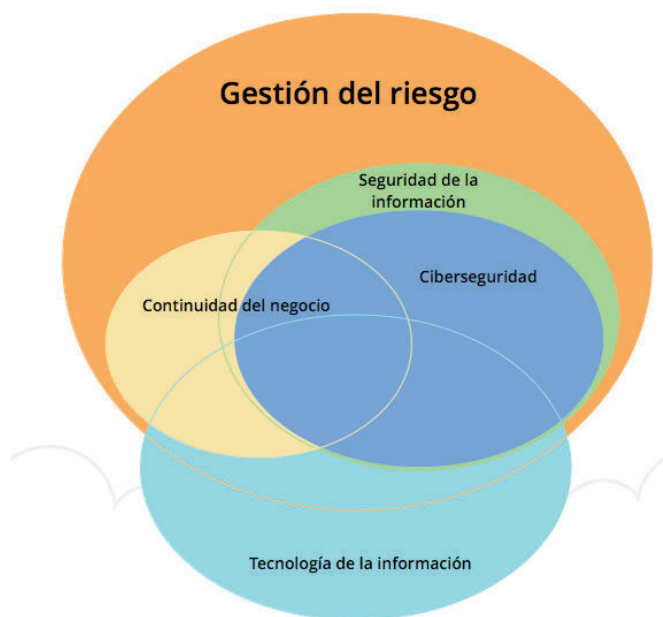 Gestión del riesgo
Seguridad de la
información
Ciberseguridad
Continuidad del negocio
Tecnología de la información